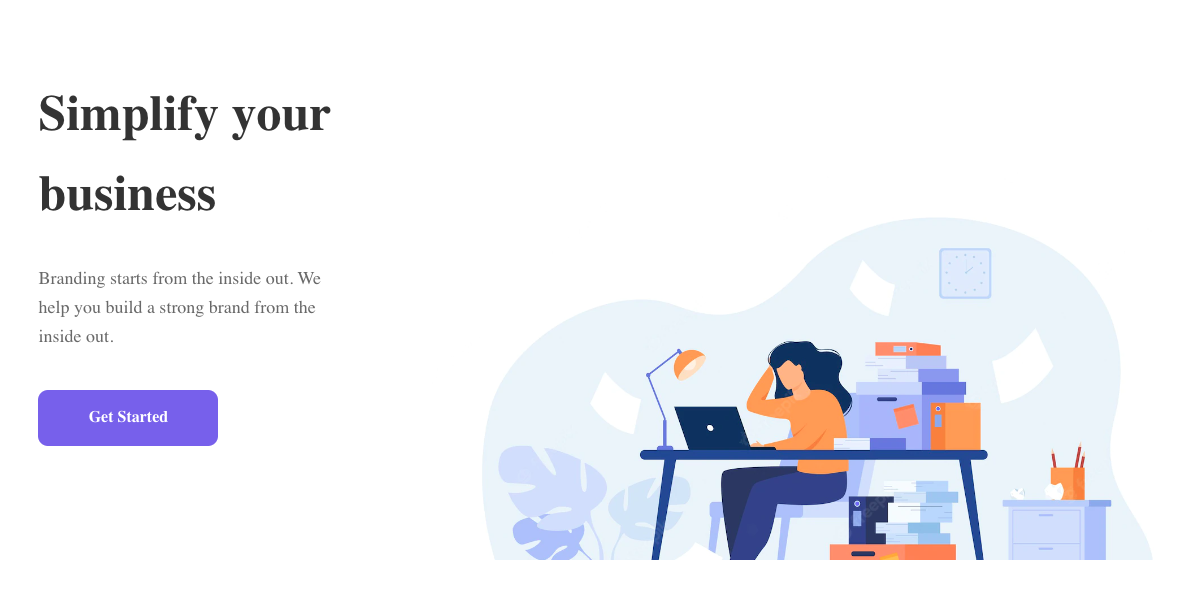 Simplify your
business
Branding starts from the inside out. We
help you build a strong brand from the
inside out.
Get Started